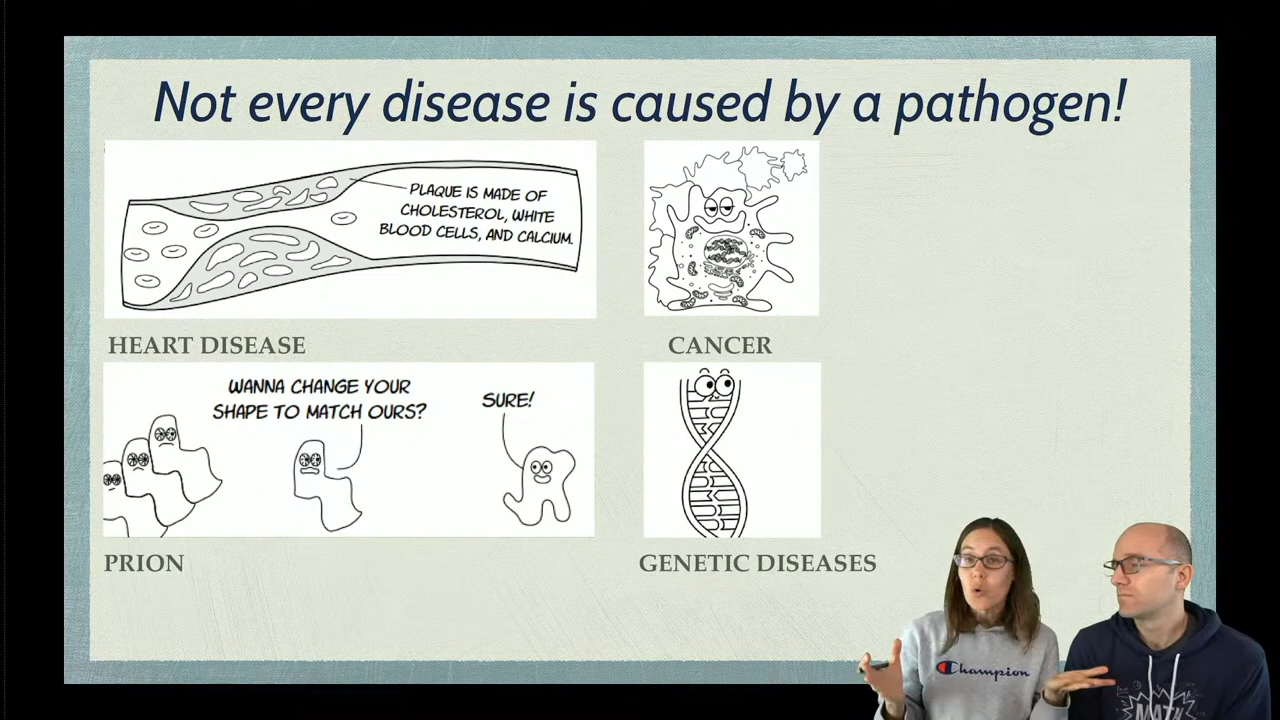 Not every disease is caused by a pathogen!
PLAQUE IS MADE OF
CHOLESTEROL, WHITE
BLOOD CELLS, AND CALCIUM.
HEART DISEASE
CANCER
WANNA CHANGE YOUR
SHAPE TO MATCH OURS?
SURE!
PRION
GENETIC DISEASES
Champion
MATH